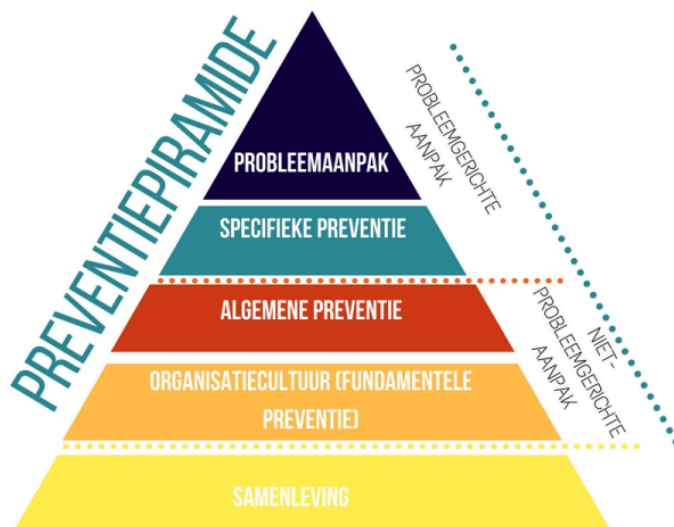 PREVENTIEPIRAMIDE
PROBLEEMAANPAK
SPECIFIEKE PREVENTIE
ALGEMENE PREVENTIE
ORGANISATIECULTUUR (FUNDAMENTELE
PREVENTIE)
SAMENLEVING
PROBLEEMGERICHTE
AANPAK
NIET-
PROBLEEMGERICHTE
AANPAK